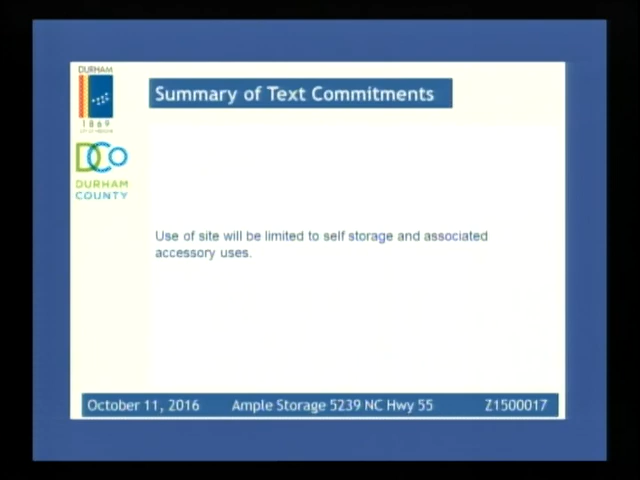 DURHAM
1869
Summary of Text Commitments
DCo
DURHAM
COUNTY
Use of site will be limited to self storage and associated
accessory uses.
October 11, 2016 Ample Storage 5239 NC Hwy 55 Z1500017